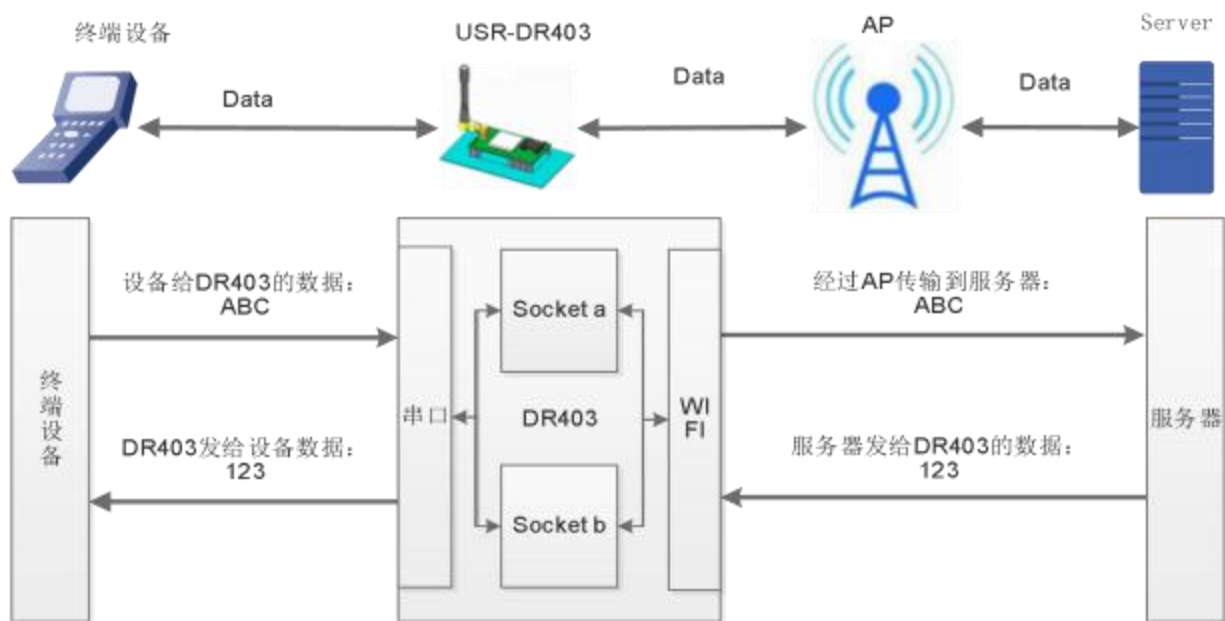 终端设备
USR-DR403
AP
Server
Data
Data
Data
设备给DR403的数据：
ABC
经过AP传输到服务器：
ABC
终端设备
串口
Socket a
DR403
Socket b
WI
FI
服务器
DR403发给设备数据：
123
服务器发给DR403的数据：
123